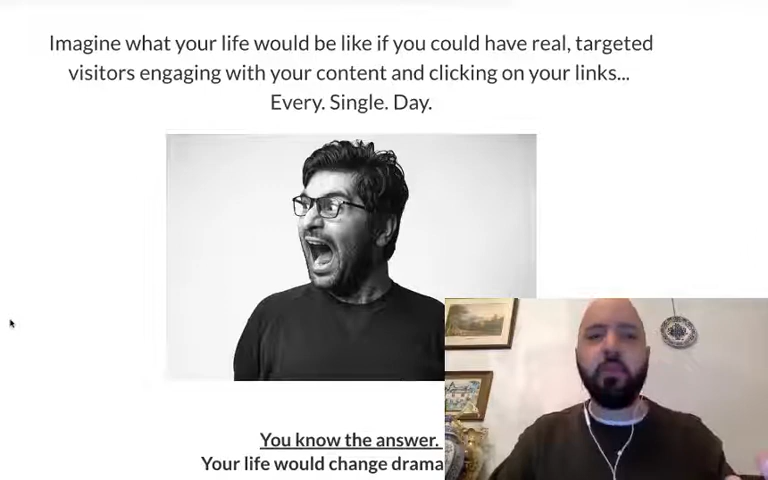 Imagine what your life would be like if you could have real, targeted
visitors engaging with your content and clicking on your links...
Every. Single. Day.
You know the answer.
Your life would change drama